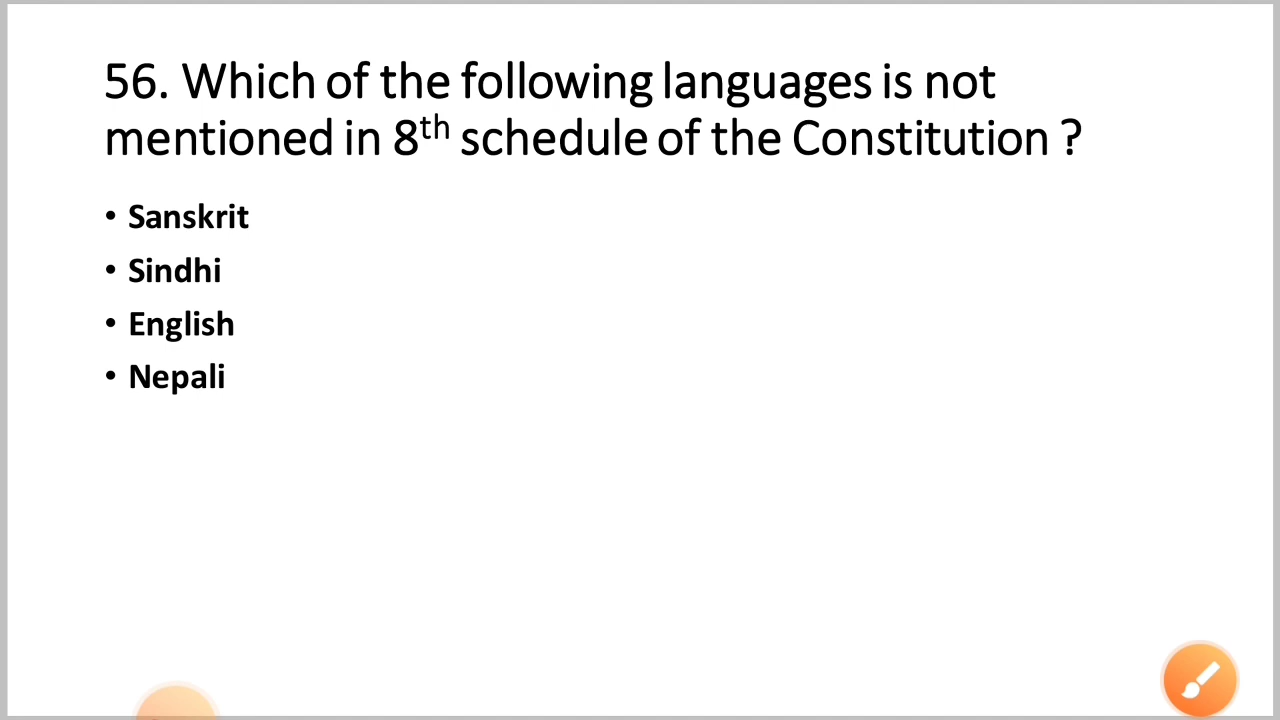 56. Which of the following languages is not
mentioned in 8th schedule of the Constitution ?
• Sanskrit
• Sindhi
• English
• Nepali